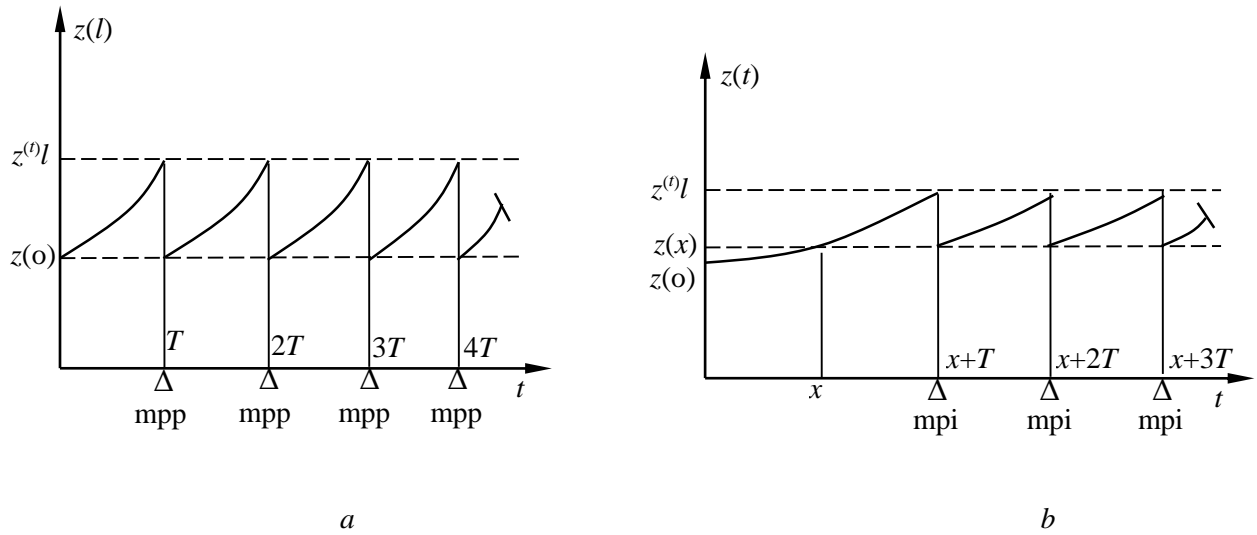 z(l)
z⁽ᵗ⁾l
z(o)
T 2T 3T 4T
Δ Δ Δ Δ t
mpp mpp mpp mpp
a
z(t)
z⁽ᵗ⁾l
z(x)
z(o)
x+T x+2T x+3T
x Δ Δ Δ t
mpi mpi mpi
b